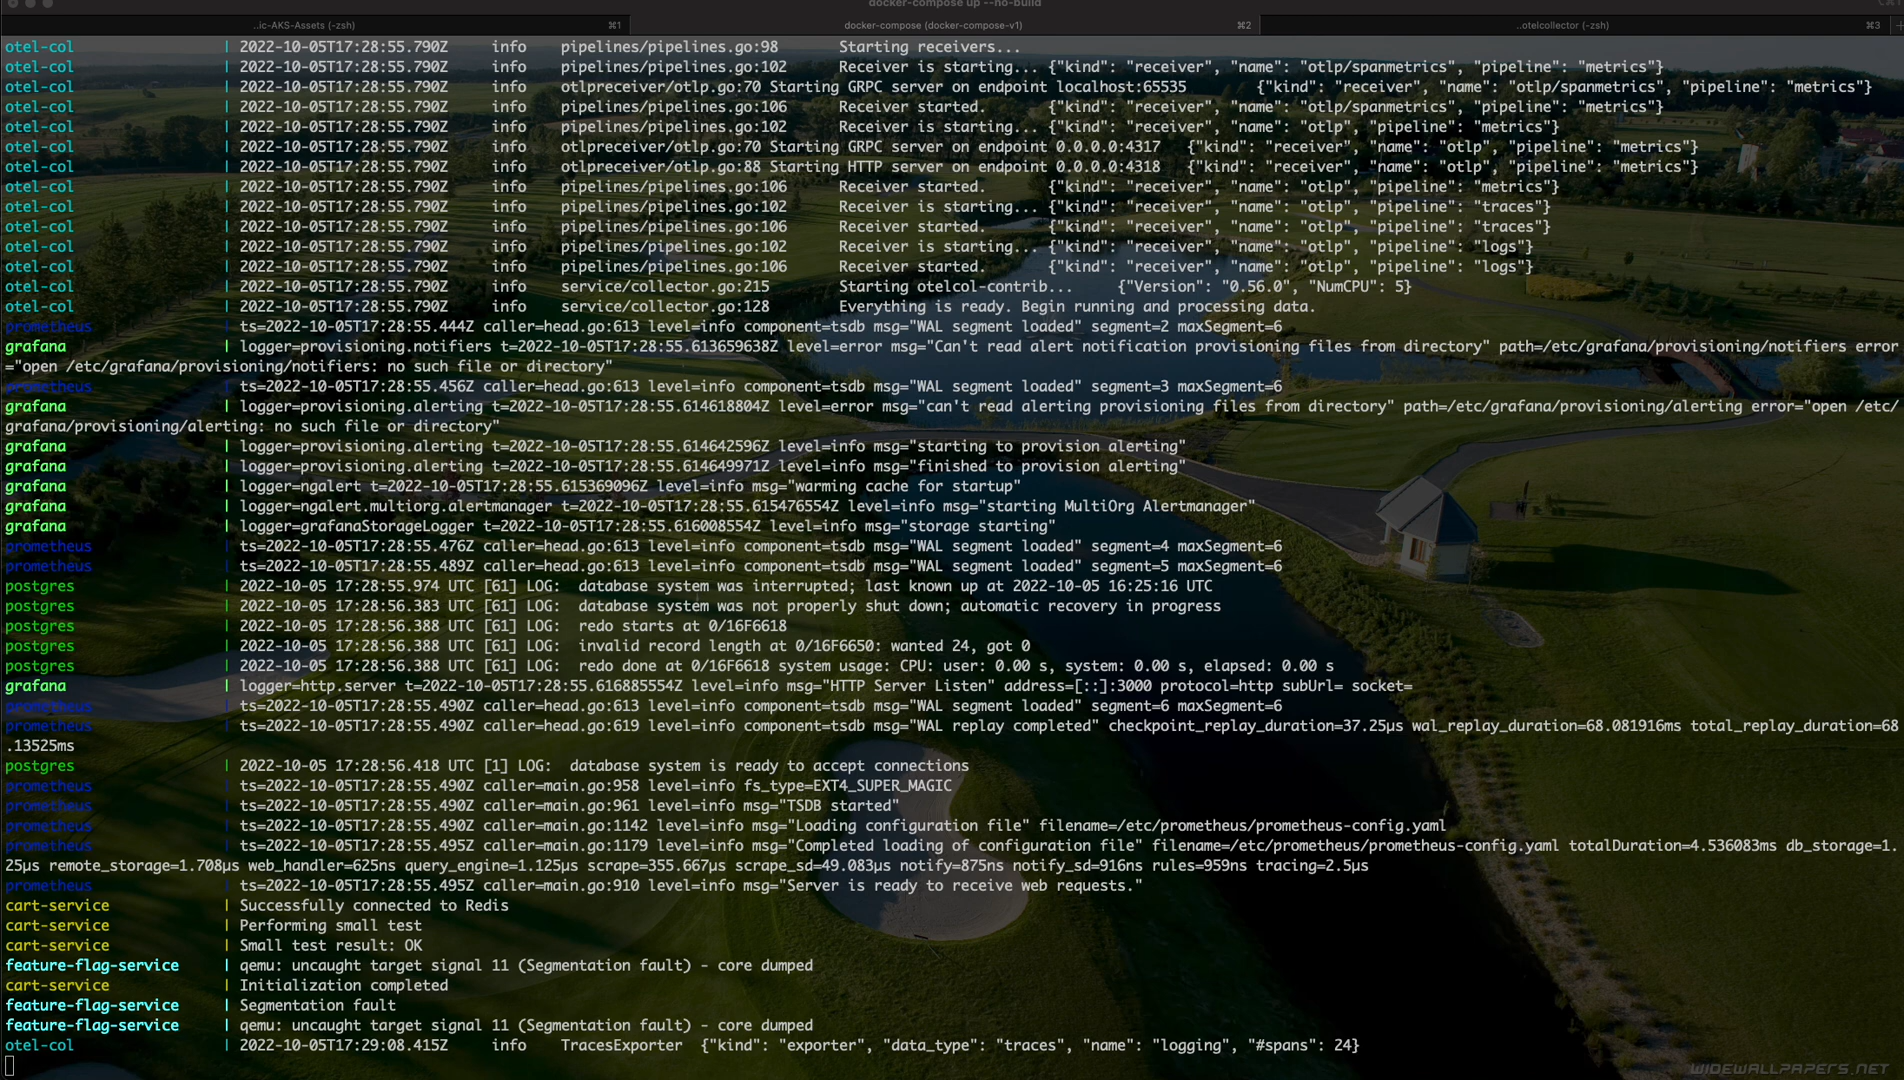 docker-compose up --no-build
..ic-AKS-Assets (-zsh) ⌘1 docker-compose (docker-compose-v1) ⌘2 ..otelcollector (-zsh) ⌘3
otel-col | 2022-10-05T17:28:55.790Z info pipelines/pipelines.go:98 Starting receivers...
otel-col | 2022-10-05T17:28:55.790Z info pipelines/pipelines.go:102 Receiver is starting... {"kind": "receiver", "name": "otlp/spanmetrics", "pipeline": "metrics"}
otel-col | 2022-10-05T17:28:55.790Z info otlpreceiver/otlp.go:70 Starting GRPC server on endpoint localhost:65535 {"kind": "receiver", "name": "otlp/spanmetrics", "pipeline": "metrics"}
otel-col | 2022-10-05T17:28:55.790Z info pipelines/pipelines.go:106 Receiver started. {"kind": "receiver", "name": "otlp/spanmetrics", "pipeline": "metrics"}
otel-col | 2022-10-05T17:28:55.790Z info pipelines/pipelines.go:102 Receiver is starting... {"kind": "receiver", "name": "otlp", "pipeline": "metrics"}
otel-col | 2022-10-05T17:28:55.790Z info otlpreceiver/otlp.go:70 Starting GRPC server on endpoint 0.0.0.0:4317 {"kind": "receiver", "name": "otlp", "pipeline": "metrics"}
otel-col | 2022-10-05T17:28:55.790Z info otlpreceiver/otlp.go:88 Starting HTTP server on endpoint 0.0.0.0:4318 {"kind": "receiver", "name": "otlp", "pipeline": "metrics"}
otel-col | 2022-10-05T17:28:55.790Z info pipelines/pipelines.go:106 Receiver started. {"kind": "receiver", "name": "otlp", "pipeline": "metrics"}
otel-col | 2022-10-05T17:28:55.790Z info pipelines/pipelines.go:102 Receiver is starting... {"kind": "receiver", "name": "otlp", "pipeline": "traces"}
otel-col | 2022-10-05T17:28:55.790Z info pipelines/pipelines.go:106 Receiver started. {"kind": "receiver", "name": "otlp", "pipeline": "traces"}
otel-col | 2022-10-05T17:28:55.790Z info pipelines/pipelines.go:102 Receiver is starting... {"kind": "receiver", "name": "otlp", "pipeline": "logs"}
otel-col | 2022-10-05T17:28:55.790Z info pipelines/pipelines.go:106 Receiver started. {"kind": "receiver", "name": "otlp", "pipeline": "logs"}
otel-col | 2022-10-05T17:28:55.790Z info service/collector.go:215 Starting otelcol-contrib... {"Version": "0.56.0", "NumCPU": 5}
otel-col | 2022-10-05T17:28:55.790Z info service/collector.go:128 Everything is ready. Begin running and processing data.
prometheus | ts=2022-10-05T17:28:55.444Z caller=head.go:613 level=info component=tsdb msg="WAL segment loaded" segment=2 maxSegment=6
grafana | logger=provisioning.notifiers t=2022-10-05T17:28:55.613659638Z level=error msg="Can't read alert notification provisioning files from directory" path=/etc/grafana/provisioning/notifiers error
="open /etc/grafana/provisioning/notifiers: no such file or directory"
prometheus | ts=2022-10-05T17:28:55.456Z caller=head.go:613 level=info component=tsdb msg="WAL segment loaded" segment=3 maxSegment=6
grafana | logger=provisioning.alerting t=2022-10-05T17:28:55.614618804Z level=error msg="can't read alerting provisioning files from directory" path=/etc/grafana/provisioning/alerting error="open /etc/
grafana/provisioning/alerting: no such file or directory"
grafana | logger=provisioning.alerting t=2022-10-05T17:28:55.614642596Z level=info msg="starting to provision alerting"
grafana | logger=provisioning.alerting t=2022-10-05T17:28:55.614649971Z level=info msg="finished to provision alerting"
grafana | logger=ngalert t=2022-10-05T17:28:55.615369096Z level=info msg="warming cache for startup"
grafana | logger=ngalert.multiorg.alertmanager t=2022-10-05T17:28:55.615476554Z level=info msg="starting MultiOrg Alertmanager"
grafana | logger=grafanaStorageLogger t=2022-10-05T17:28:55.616008554Z level=info msg="storage starting"
prometheus | ts=2022-10-05T17:28:55.476Z caller=head.go:613 level=info component=tsdb msg="WAL segment loaded" segment=4 maxSegment=6
prometheus | ts=2022-10-05T17:28:55.489Z caller=head.go:613 level=info component=tsdb msg="WAL segment loaded" segment=5 maxSegment=6
postgres | 2022-10-05 17:28:55.974 UTC [61] LOG: database system was interrupted; last known up at 2022-10-05 16:25:16 UTC
postgres | 2022-10-05 17:28:56.383 UTC [61] LOG: database system was not properly shut down; automatic recovery in progress
postgres | 2022-10-05 17:28:56.388 UTC [61] LOG: redo starts at 0/16F6618
postgres | 2022-10-05 17:28:56.388 UTC [61] LOG: invalid record length at 0/16F6650: wanted 24, got 0
postgres | 2022-10-05 17:28:56.388 UTC [61] LOG: redo done at 0/16F6618 system usage: CPU: user: 0.00 s, system: 0.00 s, elapsed: 0.00 s
grafana | logger=http.server t=2022-10-05T17:28:55.616885554Z level=info msg="HTTP Server Listen" address=[::]:3000 protocol=http subUrl= socket=
prometheus | ts=2022-10-05T17:28:55.490Z caller=head.go:613 level=info component=tsdb msg="WAL segment loaded" segment=6 maxSegment=6
prometheus | ts=2022-10-05T17:28:55.490Z caller=head.go:619 level=info component=tsdb msg="WAL replay completed" checkpoint_replay_duration=37.25µs wal_replay_duration=68.081916ms total_replay_duration=68
.13525ms
postgres | 2022-10-05 17:28:56.418 UTC [1] LOG: database system is ready to accept connections
prometheus | ts=2022-10-05T17:28:55.490Z caller=main.go:958 level=info fs_type=EXT4_SUPER_MAGIC
prometheus | ts=2022-10-05T17:28:55.490Z caller=main.go:961 level=info msg="TSDB started"
prometheus | ts=2022-10-05T17:28:55.490Z caller=main.go:1142 level=info msg="Loading configuration file" filename=/etc/prometheus/prometheus-config.yaml
prometheus | ts=2022-10-05T17:28:55.495Z caller=main.go:1179 level=info msg="Completed loading of configuration file" filename=/etc/prometheus/prometheus-config.yaml totalDuration=4.536083ms db_storage=1.
25µs remote_storage=1.708µs web_handler=625ns query_engine=1.125µs scrape=355.667µs scrape_sd=49.083µs notify=875ns notify_sd=916ns rules=959ns tracing=2.5µs
prometheus | ts=2022-10-05T17:28:55.495Z caller=main.go:910 level=info msg="Server is ready to receive web requests."
cart-service | Successfully connected to Redis
cart-service | Performing small test
cart-service | Small test result: OK
feature-flag-service | qemu: uncaught target signal 11 (Segmentation fault) - core dumped
cart-service | Initialization completed
feature-flag-service | Segmentation fault
feature-flag-service | qemu: uncaught target signal 11 (Segmentation fault) - core dumped
otel-col | 2022-10-05T17:29:08.415Z info TracesExporter {"kind": "exporter", "data_type": "traces", "name": "logging", "#spans": 24}
WIDEWALLPAPERS.NET